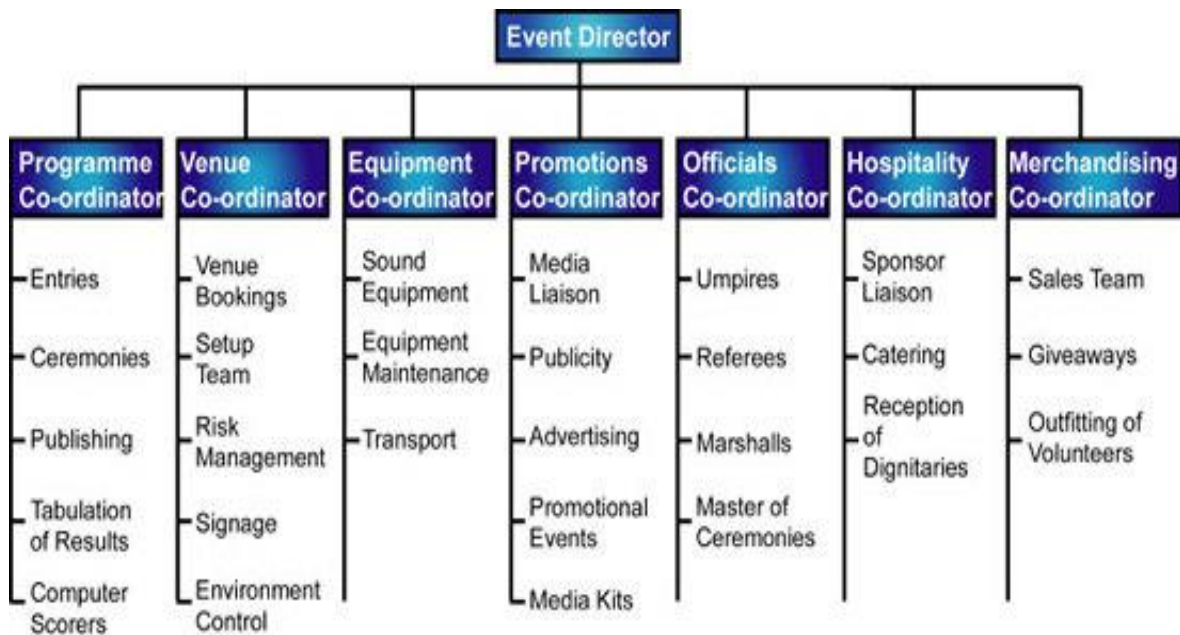 Event Director
Programme
Co-ordinator
Entries
Ceremonies
Publishing
Tabulation
of Results
Computer
Scorers
Venue
Co-ordinator
Venue
Bookings
Setup
Team
Risk
Management
Signage
Environment
Control
Equipment
Co-ordinator
Sound
Equipment
Equipment
Maintenance
Transport
Promotions
Co-ordinator
Media
Liaison
Publicity
Advertising
Promotional
Events
Media Kits
Officials
Co-ordinator
Umpires
Referees
Marshalls
Master of
Ceremonies
Hospitality
Co-ordinator
Sponsor
Liaison
Catering
Reception
of
Dignitaries
Merchandising
Co-ordinator
Sales Team
Giveaways
Outfitting of
Volunteers